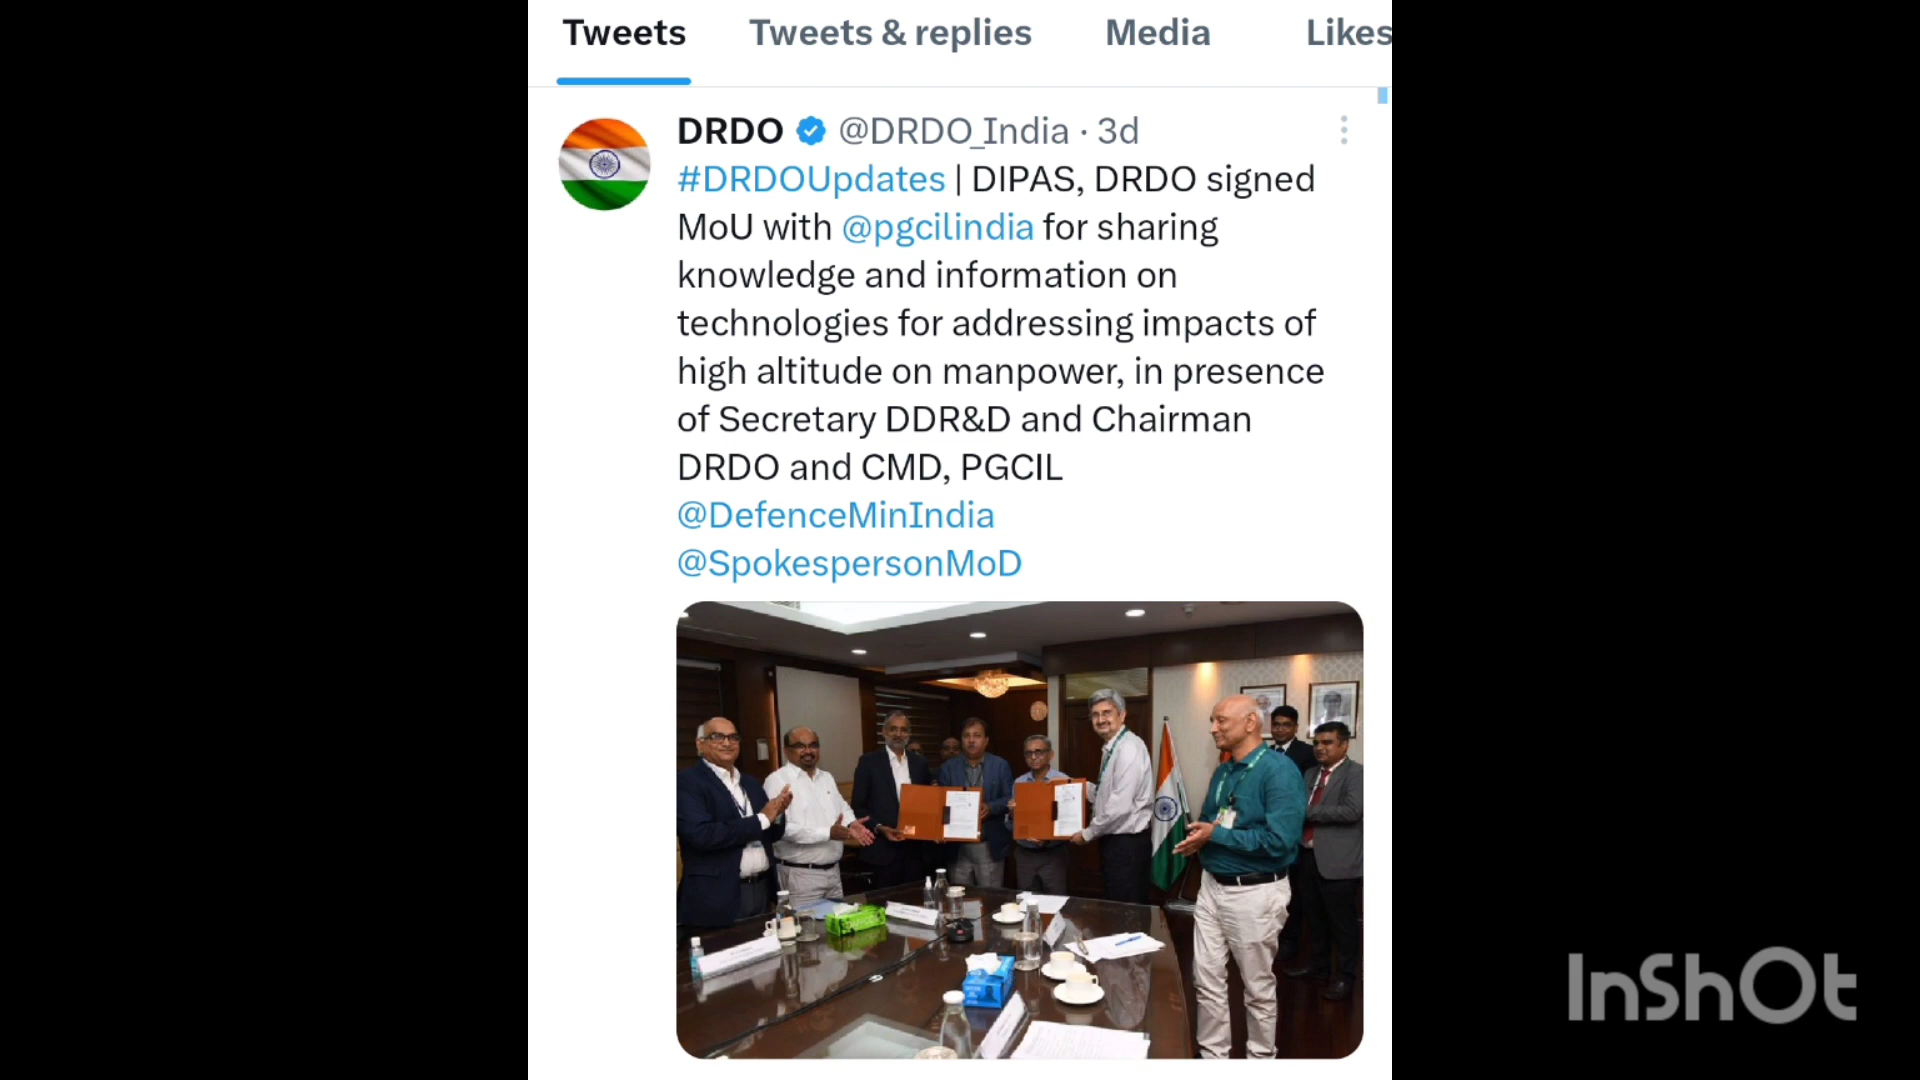 Tweets Tweets & replies Media Likes
DRDO @DRDO_India · 3d
#DRDOUpdates | DIPAS, DRDO signed
MoU with @pgcilindia for sharing
knowledge and information on
technologies for addressing impacts of
high altitude on manpower, in presence
of Secretary DDR&D and Chairman
DRDO and CMD, PGCIL
@DefenceMinIndia
@SpokespersonMoD
InShOt